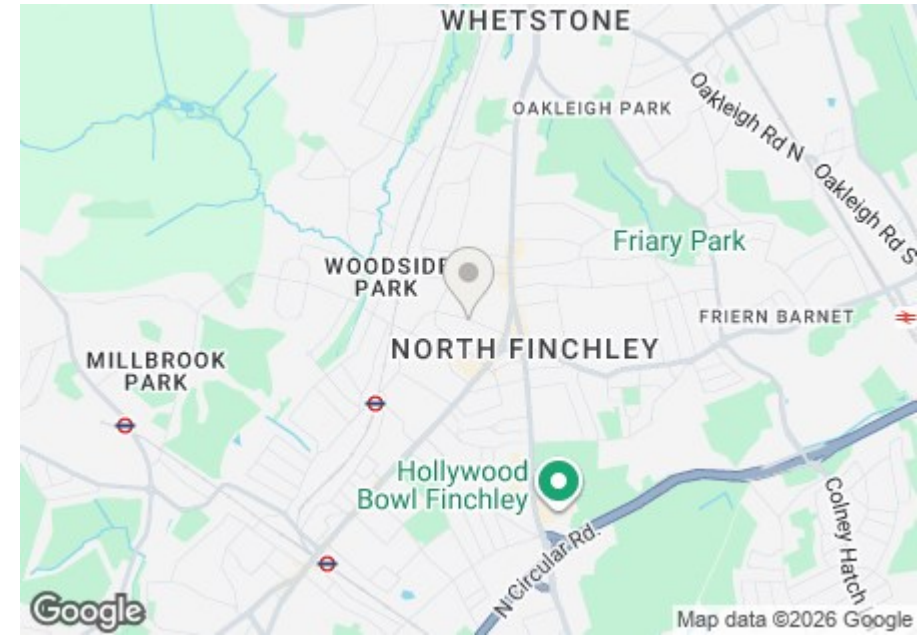 WHETSTONE
OAKLEIGH PARK
Oakleigh Rd N
Oakleigh Rd S
Friary Park
WOODSIDE
PARK
FRIERN BARNET
NORTH FINCHLEY
MILLBROOK
PARK
Hollywood
Bowl Finchley
Colney Hatch
N Circular Rd.
Google
Map data ©2026 Google